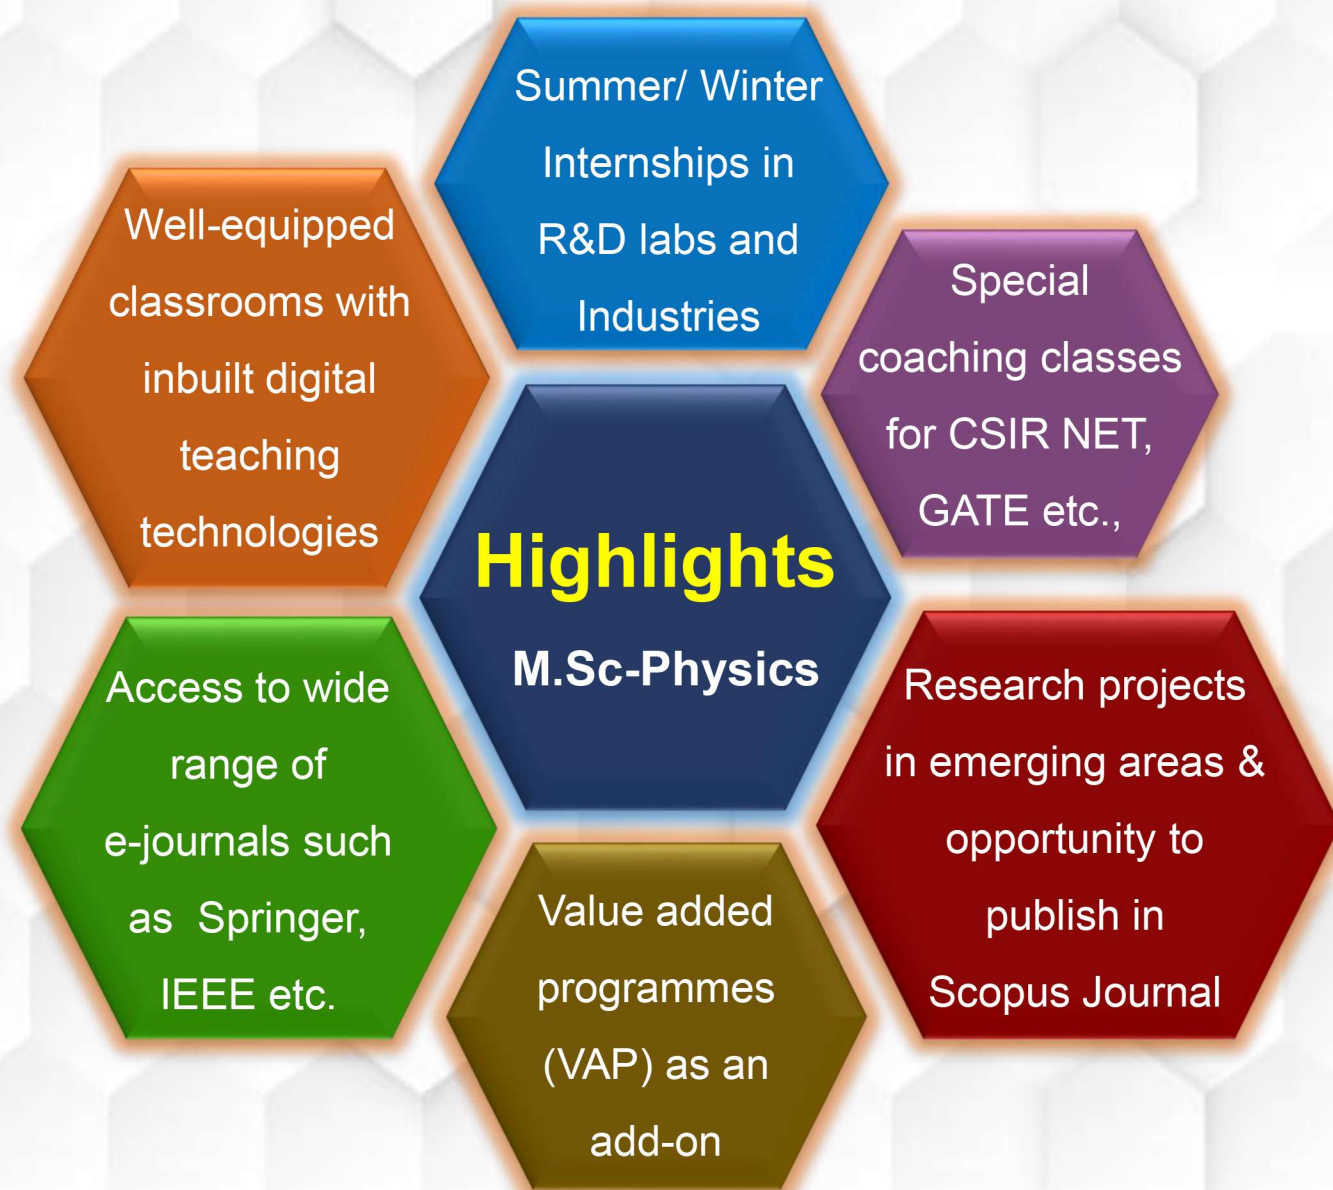 Summer/ Winter
Internships in
R&D labs and
Industries
Well-equipped
classrooms with
inbuilt digital
teaching
technologies
Special
coaching classes
for CSIR NET,
GATE etc.,
Highlights
M.Sc-Physics
Access to wide
range of
e-journals such
as  Springer,
IEEE etc.
Research projects
in emerging areas &
opportunity to
publish in
Scopus Journal
Value added
programmes
(VAP) as an
add-on